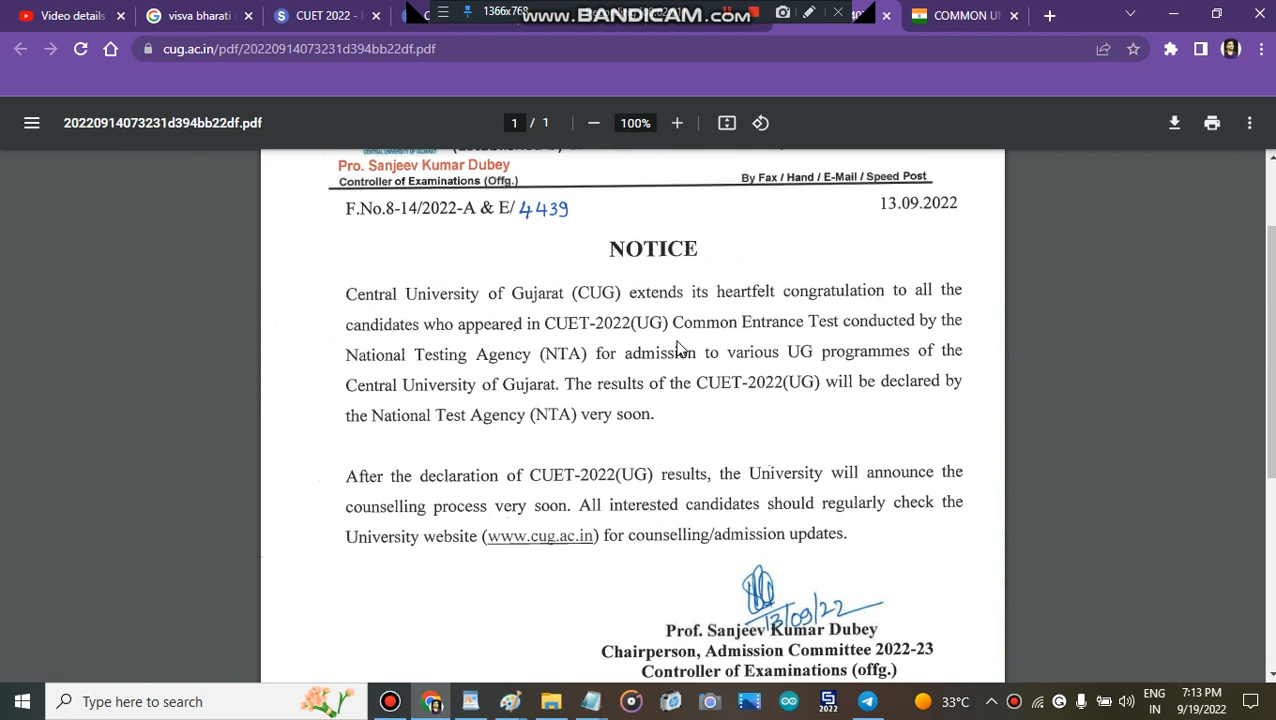 Video details
visva bharati
CUET 2022 -
1366x768
www.BANDICAM.com
COMMON U
cug.ac.in/pdf/20220914073231d394bb22df.pdf
20220914073231d394bb22df.pdf
1 / 1
100%
CENTRAL UNIVERSITY OF GUJARAT
Pro. Sanjeev Kumar Dubey
Controller of Examinations (Offg.)
By Fax / Hand / E-Mail / Speed Post
F.No.8-14/2022-A & E/ 4439
13.09.2022
NOTICE
Central University of Gujarat (CUG) extends its heartfelt congratulation to all the
candidates who appeared in CUET-2022(UG) Common Entrance Test conducted by the
National Testing Agency (NTA) for admission to various UG programmes of the
Central University of Gujarat. The results of the CUET-2022(UG) will be declared by
the National Test Agency (NTA) very soon.
After the declaration of CUET-2022(UG) results, the University will announce the
counselling process very soon. All interested candidates should regularly check the
University website (www.cug.ac.in) for counselling/admission updates.
13/09/22
Prof. Sanjeev Kumar Dubey
Chairperson, Admission Committee 2022-23
Controller of Examinations (offg.)
Type here to search
2022
33°C
ENG
IN
7:13 PM
9/19/2022